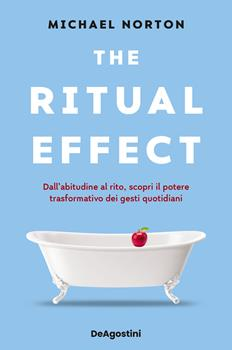 MICHAEL NORTON
THE
RITUAL
EFFECT
Dall'abitudine al rito, scopri il potere
trasformativo dei gesti quotidiani
DeAgostini